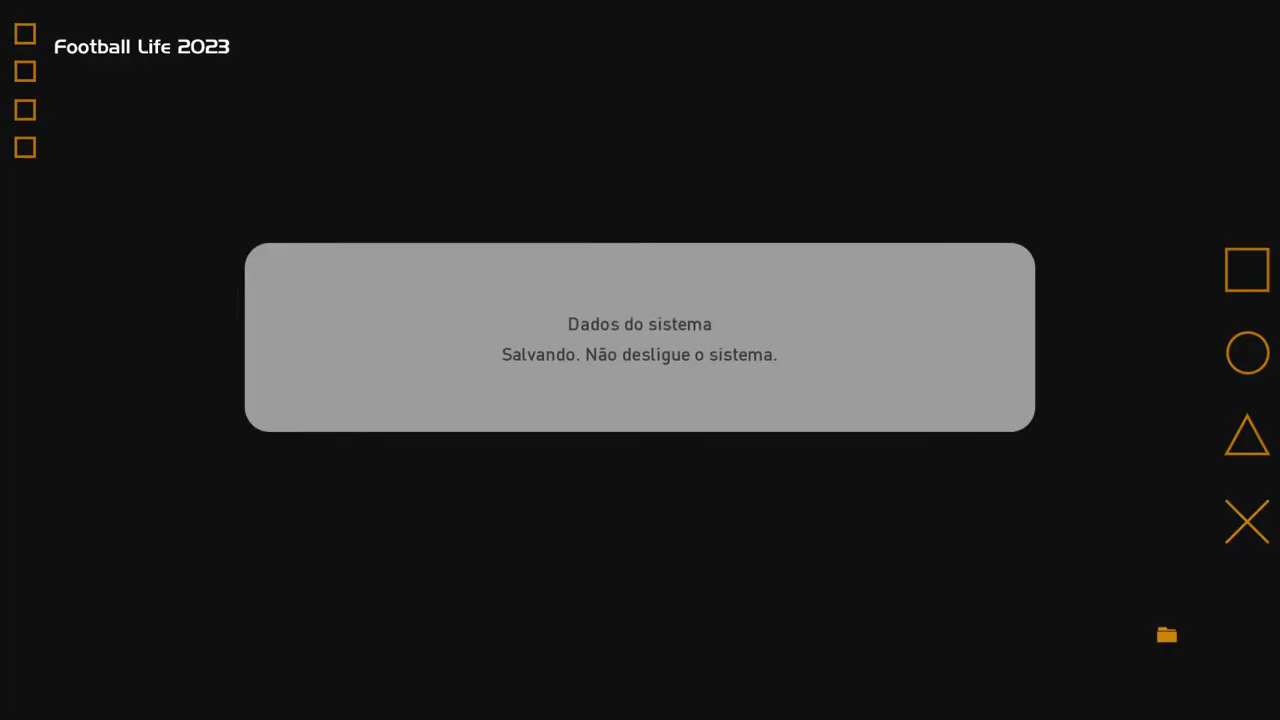 Football Life 2023
Dados do sistema
Salvando. Não desligue o sistema.